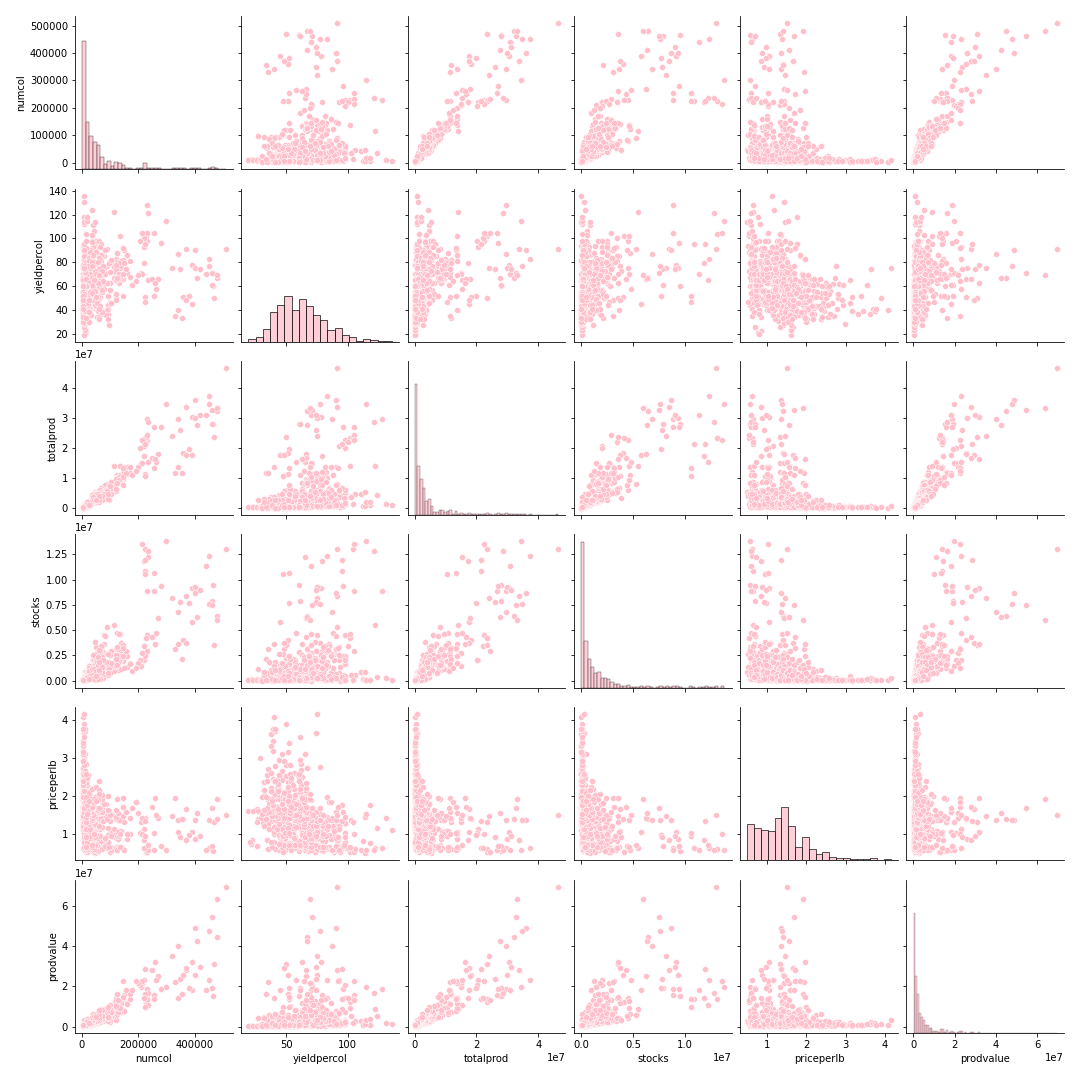 500000
400000
300000
200000
100000
0
numcol
140
120
100
80
60
40
20
yieldpercol
1e7
4
3
2
1
0
totalprod
1e7
1.25
1.00
0.75
0.50
0.25
0.00
stocks
4
3
2
1
priceperlb
1e7
6
4
2
0
prodvalue
0 200000 400000
50 100
0 2 4
1e7
0.0 0.5 1.0
1e7
1 2 3 4
0 2 4 6
1e7
numcol yieldpercol totalprod stocks priceperlb prodvalue